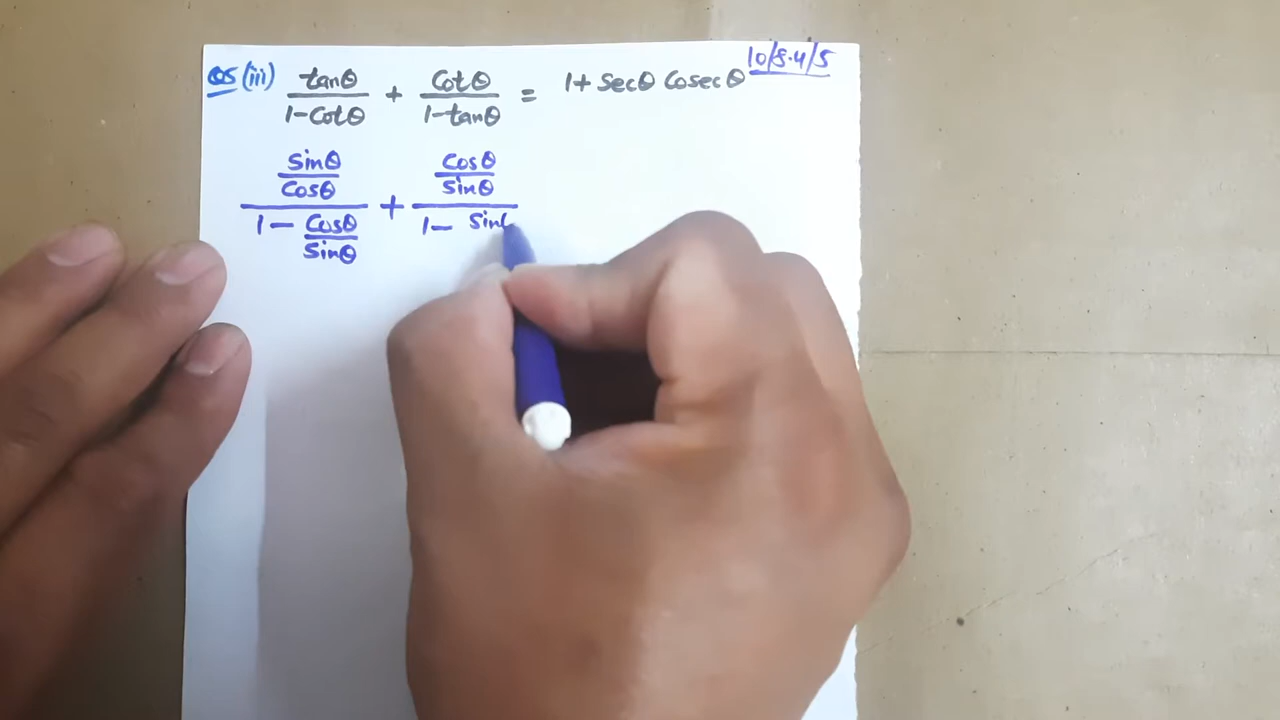 10/8.4/5
Q5 (iii) tanθ/1-Cotθ + Cotθ/1-tanθ = 1+ Secθ Cosecθ
Sinθ/Cosθ/1 - Cosθ/Sinθ + Cosθ/Sinθ/1 - Sin